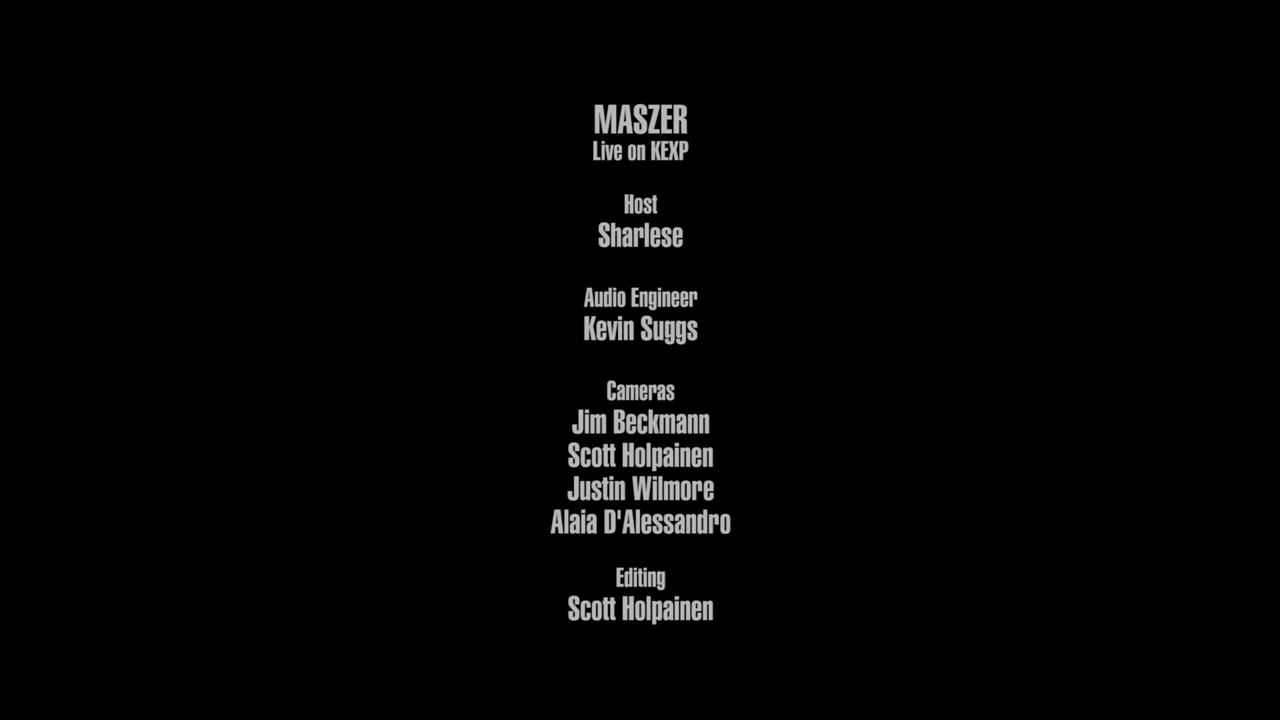 MASZER
Live on KEXP
Host
Sharlese
Audio Engineer
Kevin Suggs
Cameras
Jim Beckmann
Scott Holpainen
Justin Wilmore
Alaia D'Alessandro
Editing
Scott Holpainen